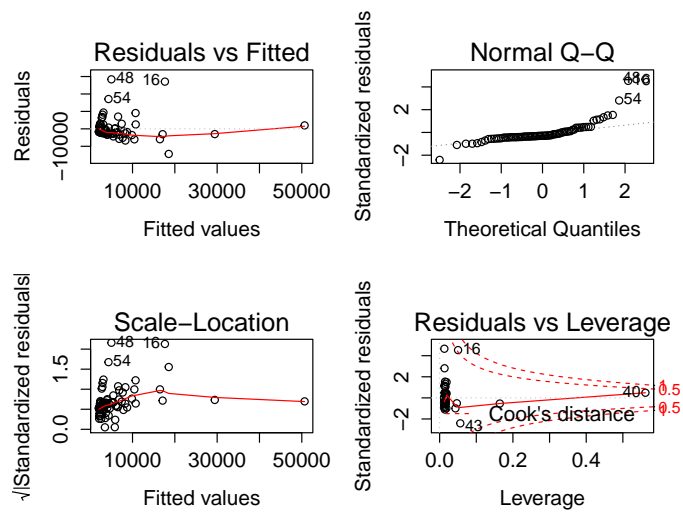 Residuals vs Fitted
Residuals
−10000
10000
30000
50000
Fitted values
48
16
54
Normal Q−Q
Standardized residuals
−2
2
−2
−1
0
1
2
Theoretical Quantiles
48
16
54
Scale−Location
√|Standardized residuals|
0.0
1.5
10000
30000
50000
Fitted values
48
16
54
Residuals vs Leverage
Standardized residuals
−2
2
0.0
0.2
0.4
Leverage
16
40
43
Cook's distance
1
0.5
0.5
1